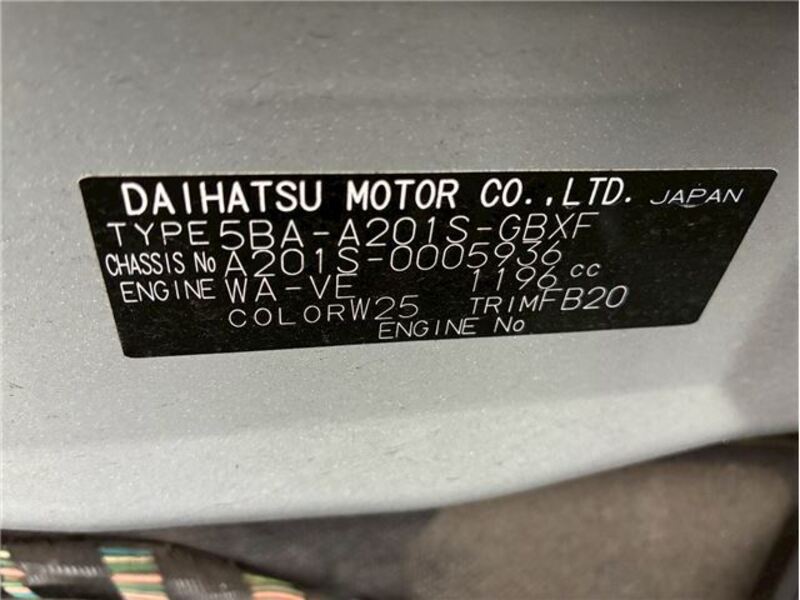 DAIHATSU MOTOR CO.,LTD. JAPAN
TYPE 5BA-A201S-GBXF
CHASSIS No A201S-0005936
ENGINE WA-VE 1196 cc
COLOR W25 TRIM FB20
ENGINE No